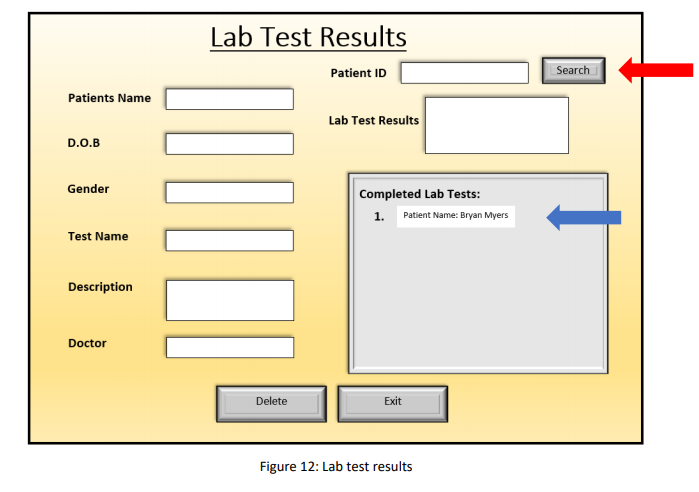 Lab Test Results
Patient ID
Search
Patients Name
Lab Test Results
D.O.B
Gender
Completed Lab Tests:
1. Patient Name: Bryan Myers
Test Name
Description
Doctor
Delete
Exit
Figure 12: Lab test results